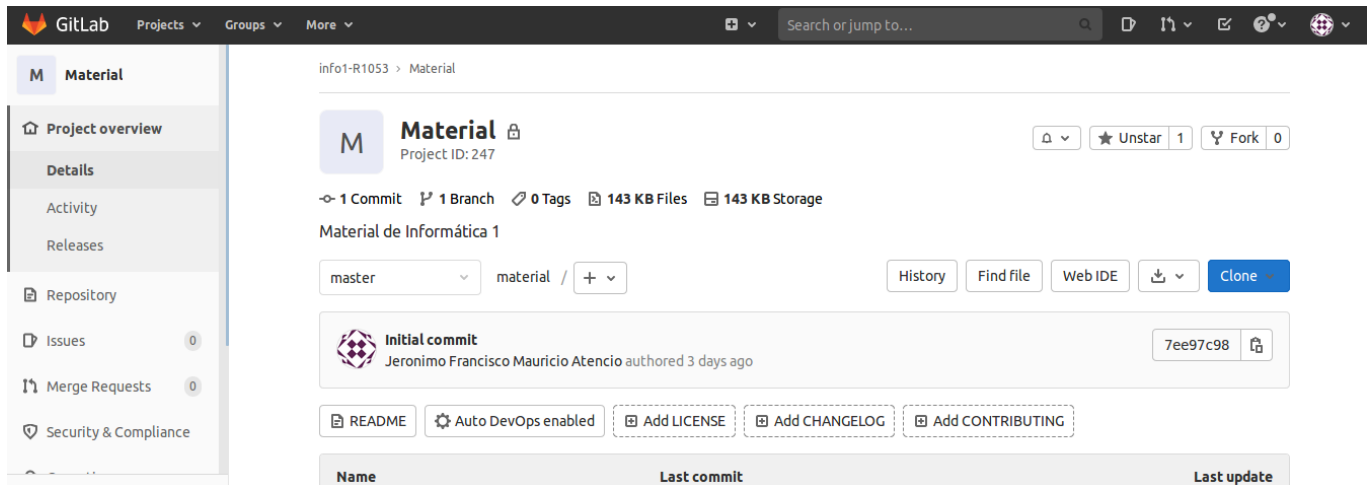 GitLab Projects Groups More Search or jump to...
M Material
Project overview
Details
Activity
Releases
Repository
Issues 0
Merge Requests 0
Security & Compliance
info1-R1053 > Material
M
Material
Project ID: 247
Unstar 1 Fork 0
1 Commit 1 Branch 0 Tags 143 KB Files 143 KB Storage
Material de Informática 1
master material / + History Find file Web IDE Clone
Initial commit
Jeronimo Francisco Mauricio Atencio authored 3 days ago
7ee97c98
README Auto DevOps enabled Add LICENSE Add CHANGELOG Add CONTRIBUTING
Name Last commit Last update